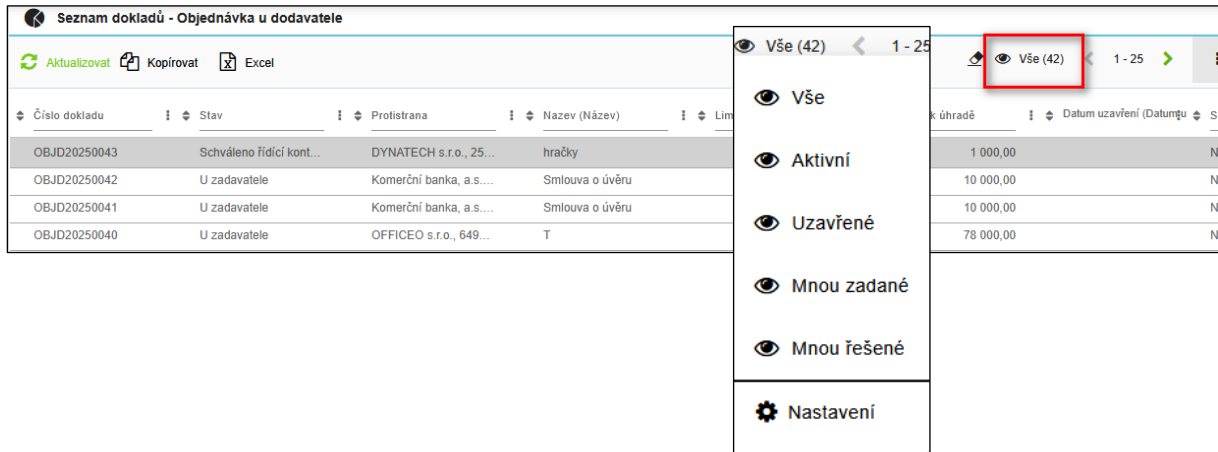 Seznam dokladů - Objednávka u dodavatele
Aktualizovat Kopírovat Excel
Vše (42) 1 - 25
Číslo dokladu Stav Protistrana Nazev (Název) Lim k úhradě Datum uzavření (Datum u S
OBJD20250043 Schváleno řídící kont... DYNATECH s.r.o., 25... hračky 1 000,00 N
OBJD20250042 U zadavatele Komerční banka, a.s.... Smlouva o úvěru 10 000,00 N
OBJD20250041 U zadavatele Komerční banka, a.s.... Smlouva o úvěru 10 000,00 N
OBJD20250040 U zadavatele OFFICEO s.r.o., 649... T 78 000,00 N
Vše (42) 1 - 25
Vše
Aktivní
Uzavřené
Mnou zadané
Mnou řešené
Nastavení